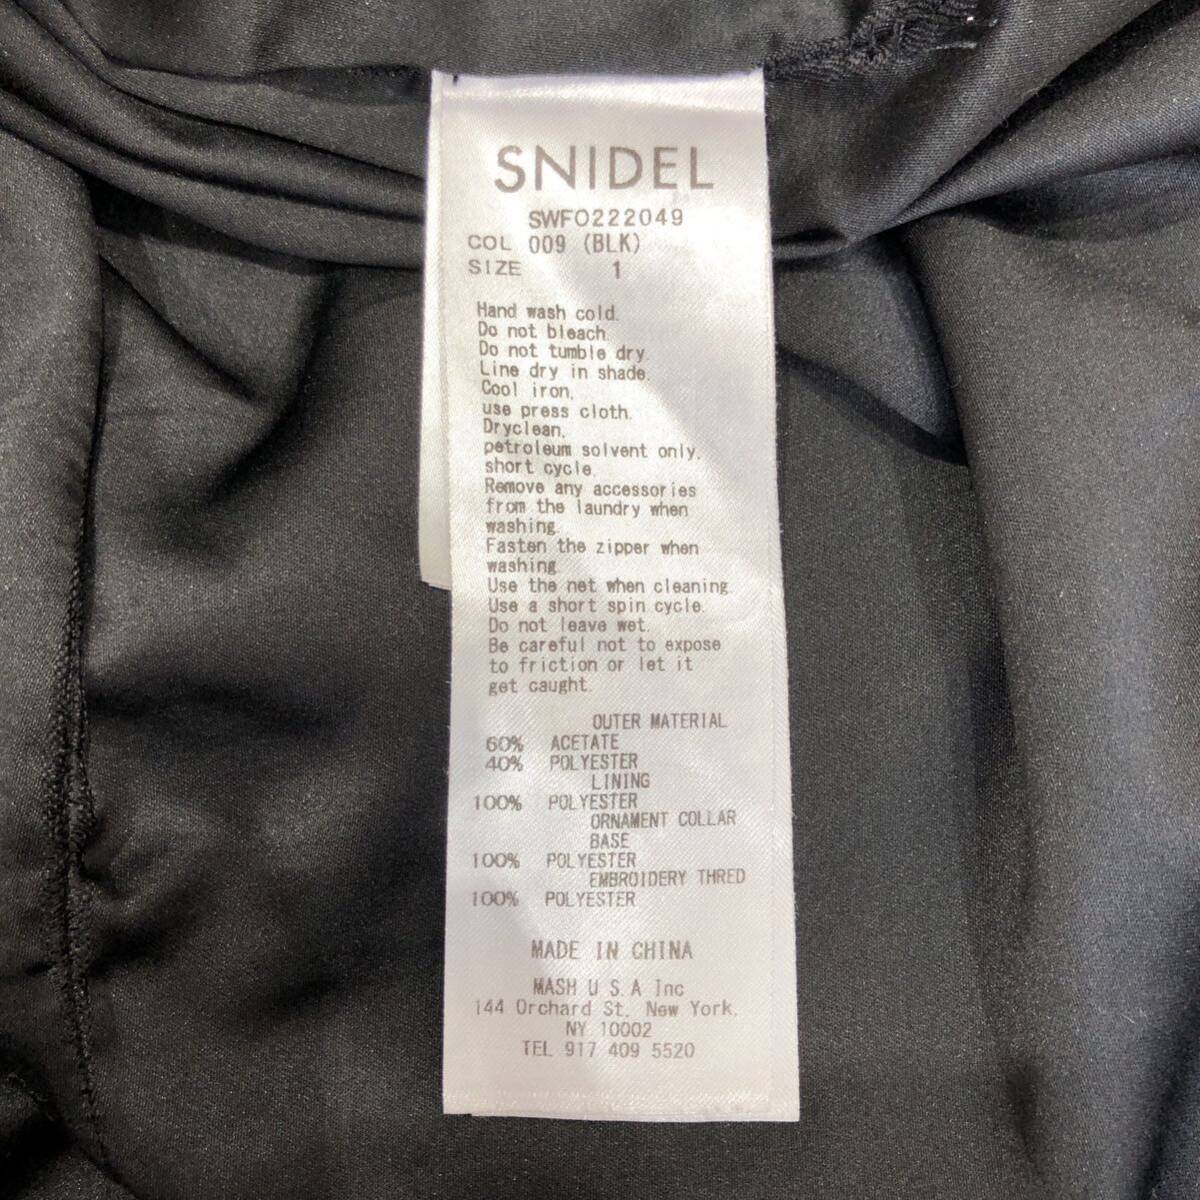 SNIDEL
SWFO222049
COL 009 (BLK)
SIZE 1
Hand wash cold.
Do not bleach
Do not tumble dry.
Line dry in shade.
Cool iron,
use press cloth.
Dryclean,
petroleum solvent only,
short cycle.
Remove any accessories
from the laundry when
washing.
Fasten the zipper when
washing.
Use the net when cleaning.
Use a short spin cycle.
Do not leave wet.
Be careful not to expose
to friction or let it
get caught.
OUTER MATERIAL
60% ACETATE
40% POLYESTER
LINING
100% POLYESTER
ORNAMENT COLLAR
BASE
100% POLYESTER
EMBROIDERY THRED
100% POLYESTER
MADE IN CHINA
MASH U S.A Inc
144 Orchard St. New York,
NY 10002
TEL 917 409 5520